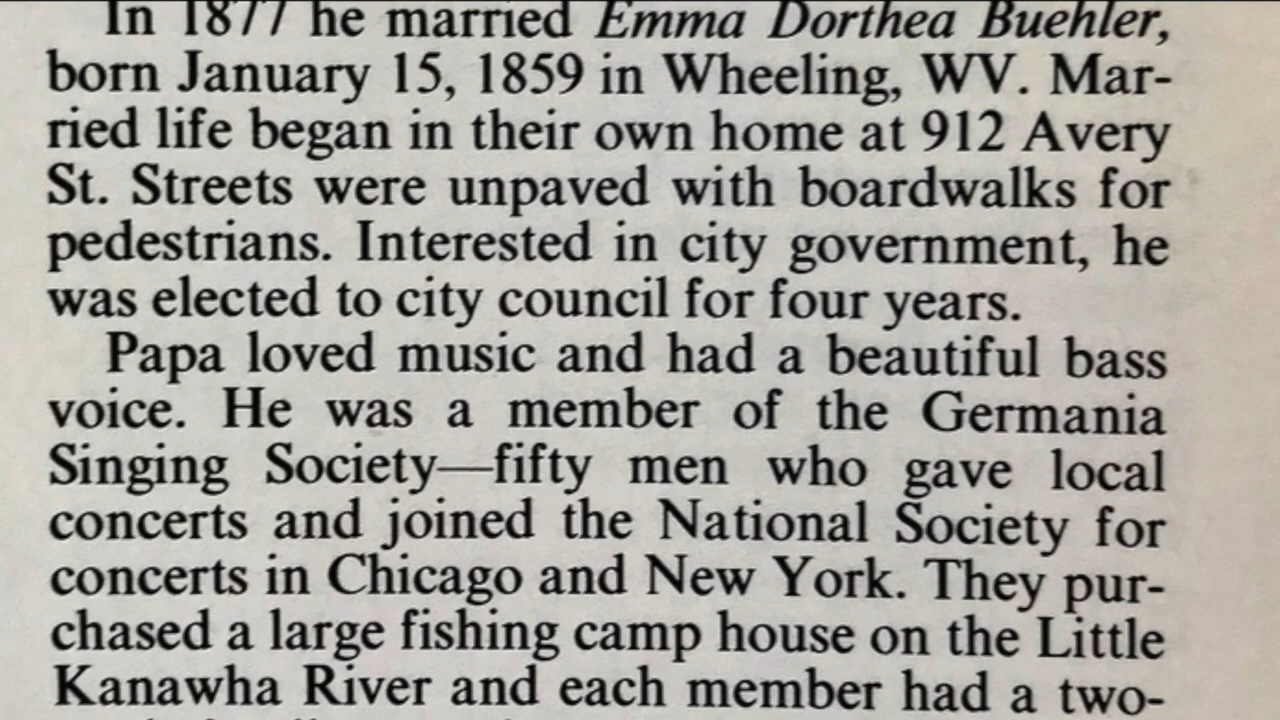 In 1877 he married Emma Dorthea Buehler,
born January 15, 1859 in Wheeling, WV. Mar-
ried life began in their own home at 912 Avery
St. Streets were unpaved with boardwalks for
pedestrians. Interested in city government, he
was elected to city council for four years.
Papa loved music and had a beautiful bass
voice. He was a member of the Germania
Singing Society—fifty men who gave local
concerts and joined the National Society for
concerts in Chicago and New York. They pur-
chased a large fishing camp house on the Little
Kanawha River and each member had a two-